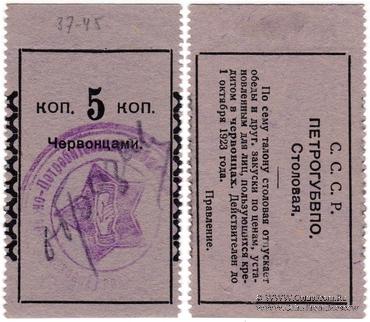 37-45
КОП. 5 КОП.
Червонцами.
С. С. С. Р.
ПЕТРОГУББПО.
Столовая.
По сему талону столовая отпускает
обеды и друг. закуски по ценам, уста-
новленным для лиц, пользующихся кре-
дитом в червонцах. Действителен до
1 октября 1923 года.
Правление.